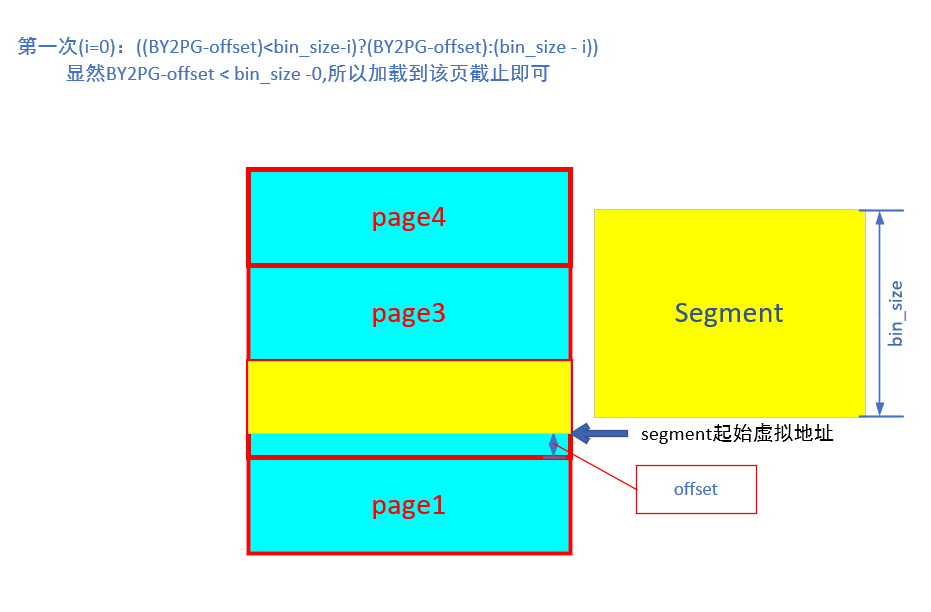 第一次(i=0)：((BY2PG-offset)<bin_size-i)?(BY2PG-offset):(bin_size - i))
显然BY2PG-offset < bin_size -0,所以加载到该页截止即可
page4
page3
Segment
bin_size
segment起始虚拟地址
offset
page1